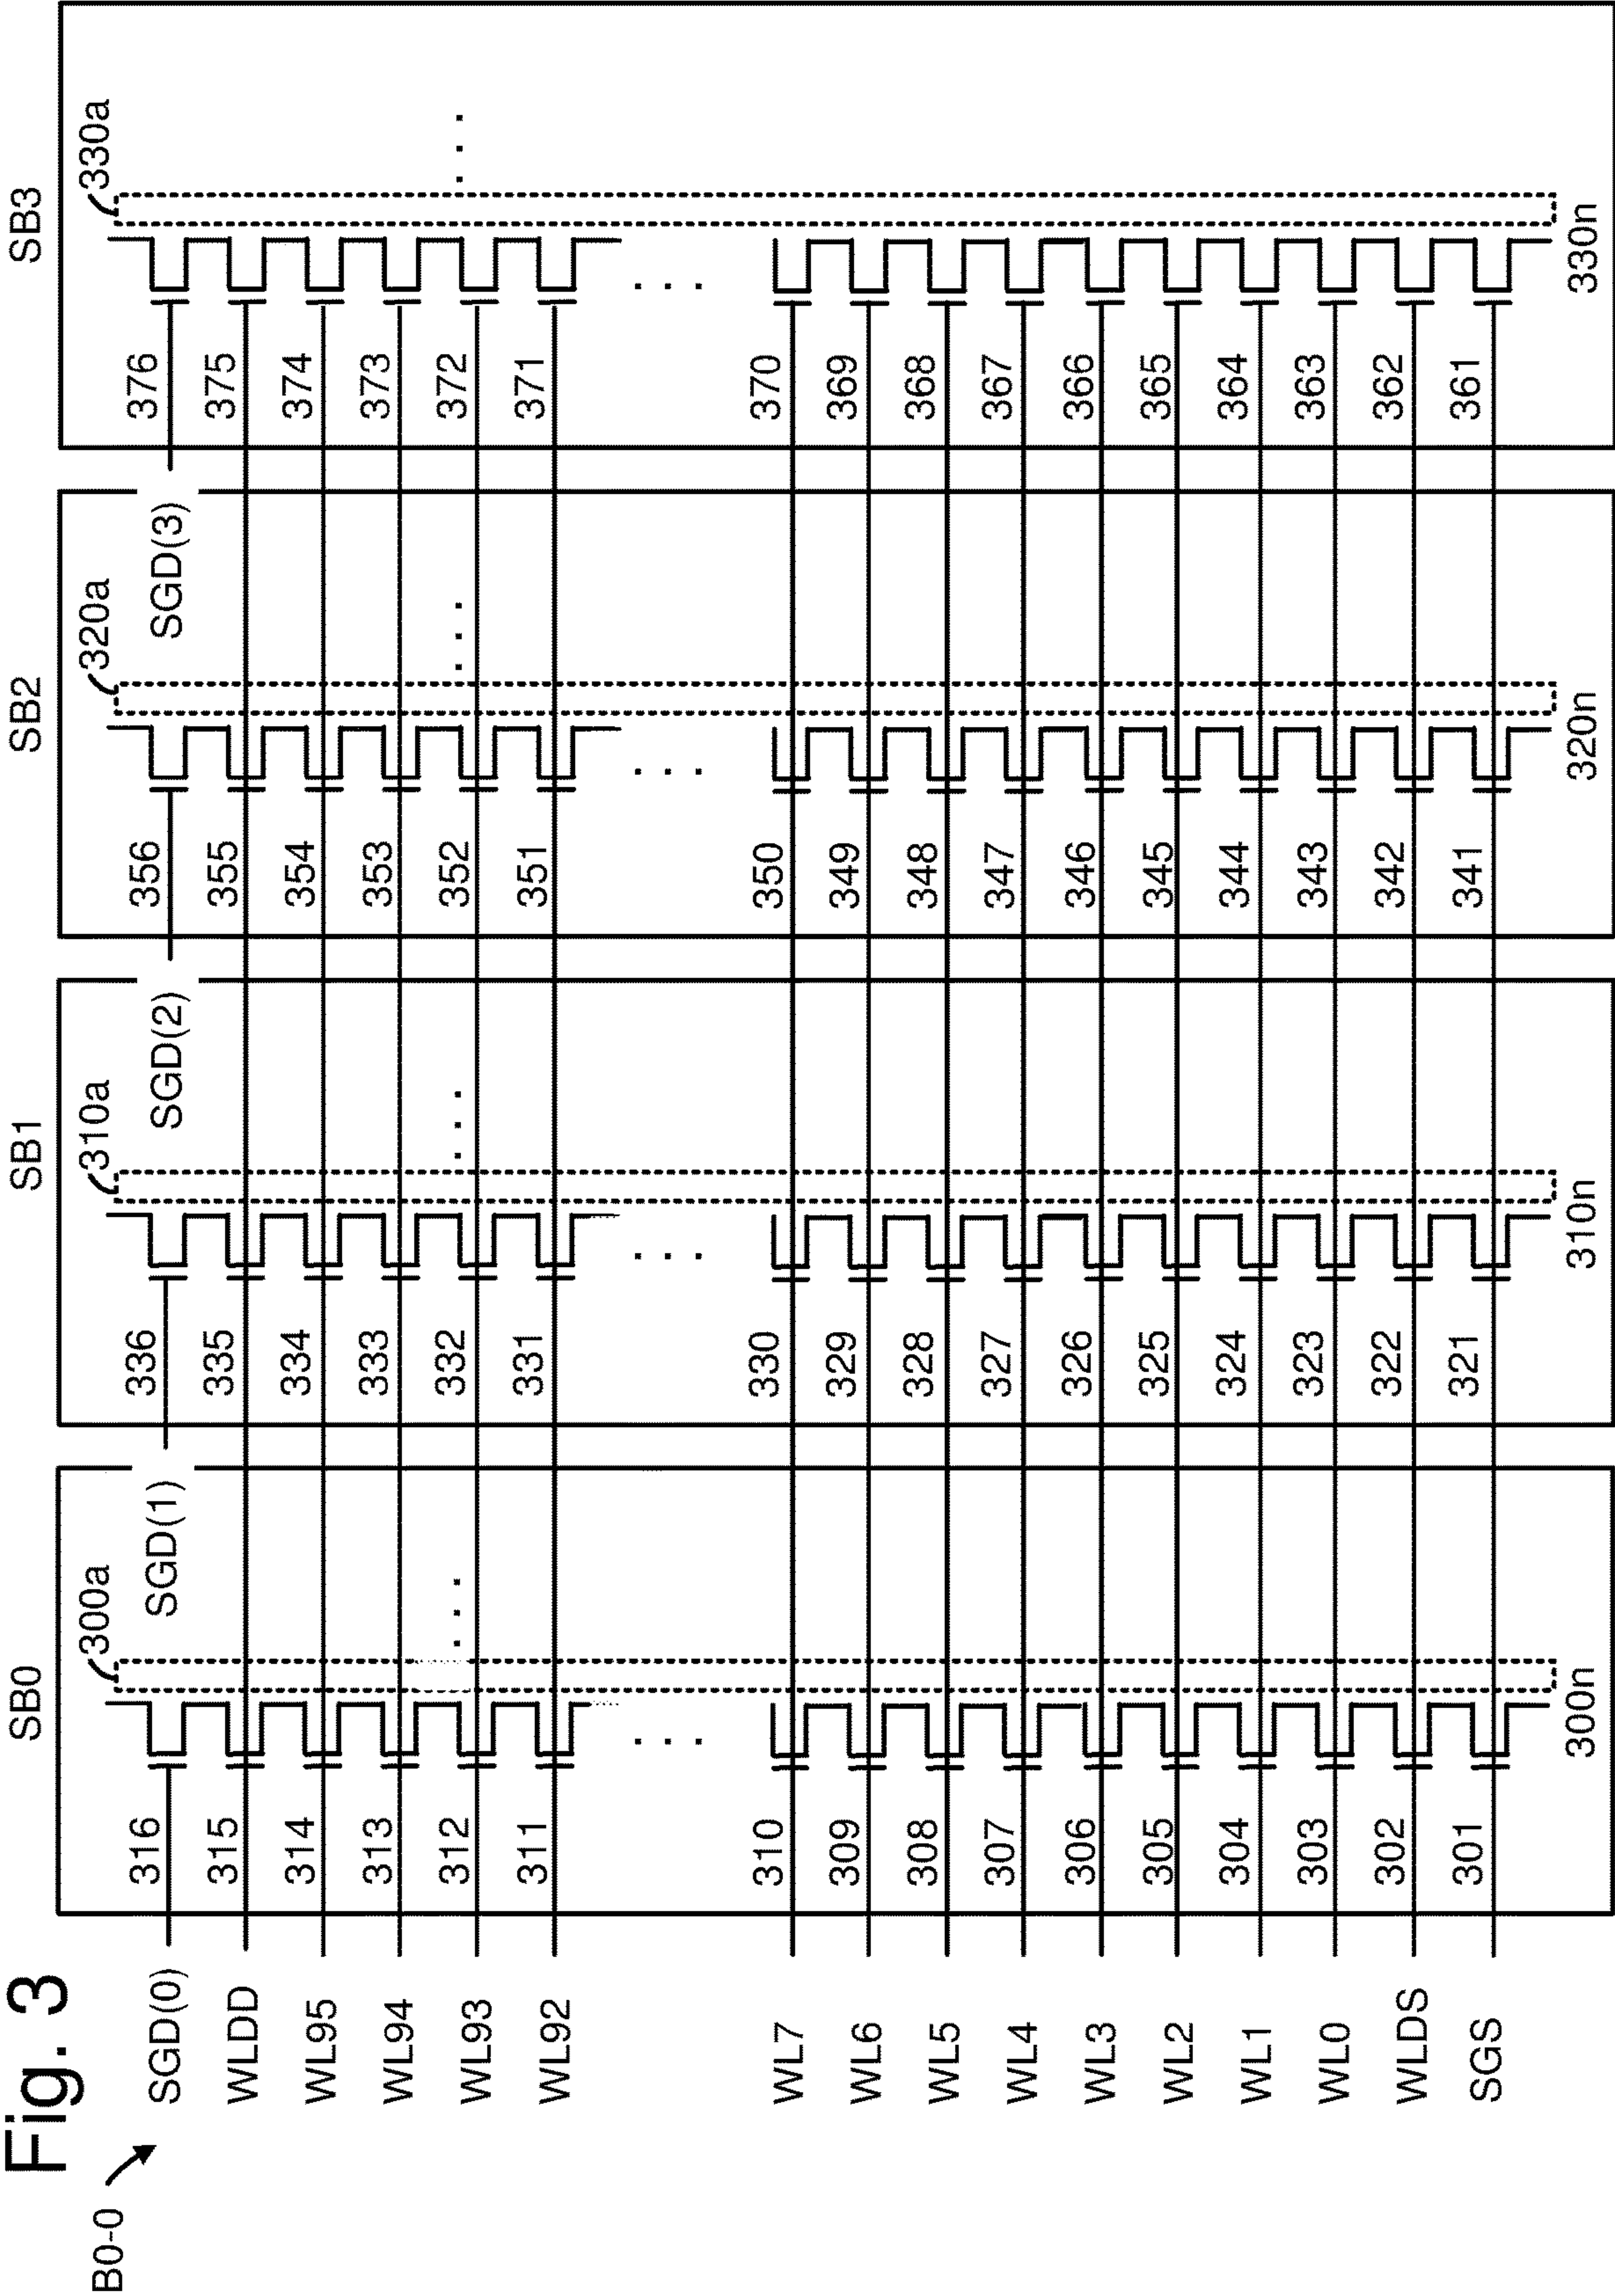 Fig. 3
B0-0
SB0 SB1 SB2 SB3
300a 310a 320a 330a
SGD(0) 316 SGD(1) 336 SGD(2) 356 SGD(3) 376
WLDD 315 335 355 375
WL95 314 334 354 374
WL94 313 333 353 373
WL93 312 . . . 332 . . . 352 . . . 372 . . .
WL92 311 331 351 371
. . . . . . . . . . . .
WL7 310 330 350 370
WL6 309 329 349 369
WL5 308 328 348 368
WL4 307 327 347 367
WL3 306 326 346 366
WL2 305 325 345 365
WL1 304 324 344 364
WL0 303 323 343 363
WLDS 302 322 342 362
SGS 301 321 341 361
300n 310n 320n 330n